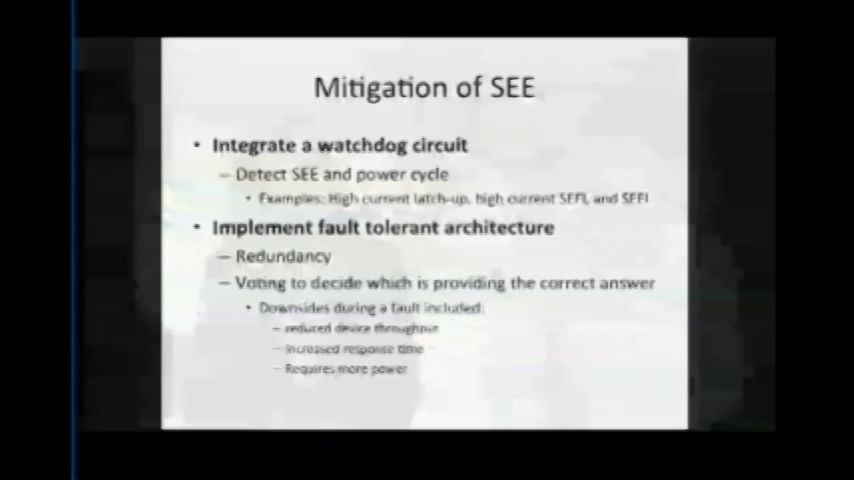 Mitigation of SEE
• Integrate a watchdog circuit
– Detect SEE and power cycle
• Examples: High current latch-up, high current SEFI, and SEFI
• Implement fault tolerant architecture
– Redundancy
– Voting to decide which is providing the correct answer
• Downsides during a fault included:
– reduced device throughput
– Increased response time
– Requires more power